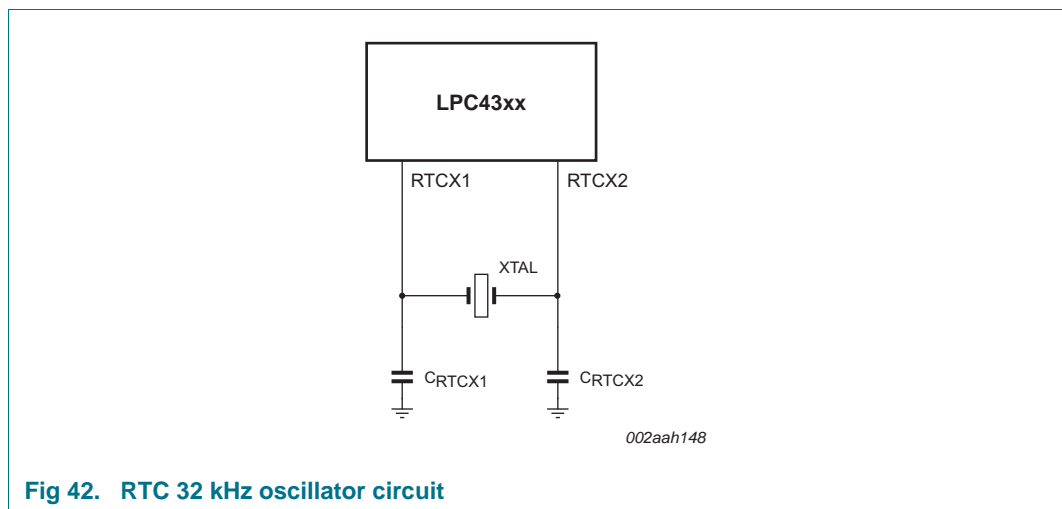 LPC43xx
RTCX1 RTCX2
XTAL
CRTCX1 CRTCX2
002aah148
Fig 42. RTC 32 kHz oscillator circuit